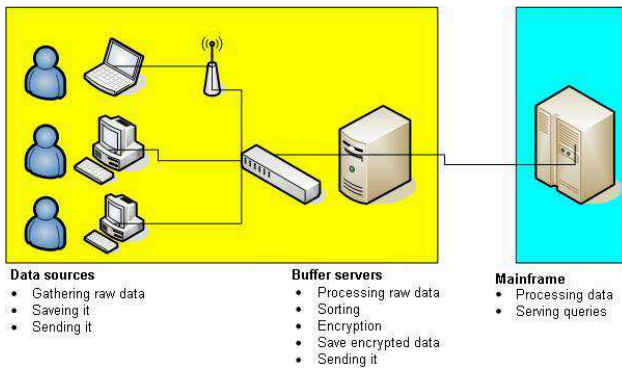 Data sources
• Gathering raw data
• Saveing it
• Sending it
Buffer servers
• Processing raw data
• Sorting
• Encryption
• Save encrypted data
• Sending it
Mainframe
• Processing data
• Serving queries